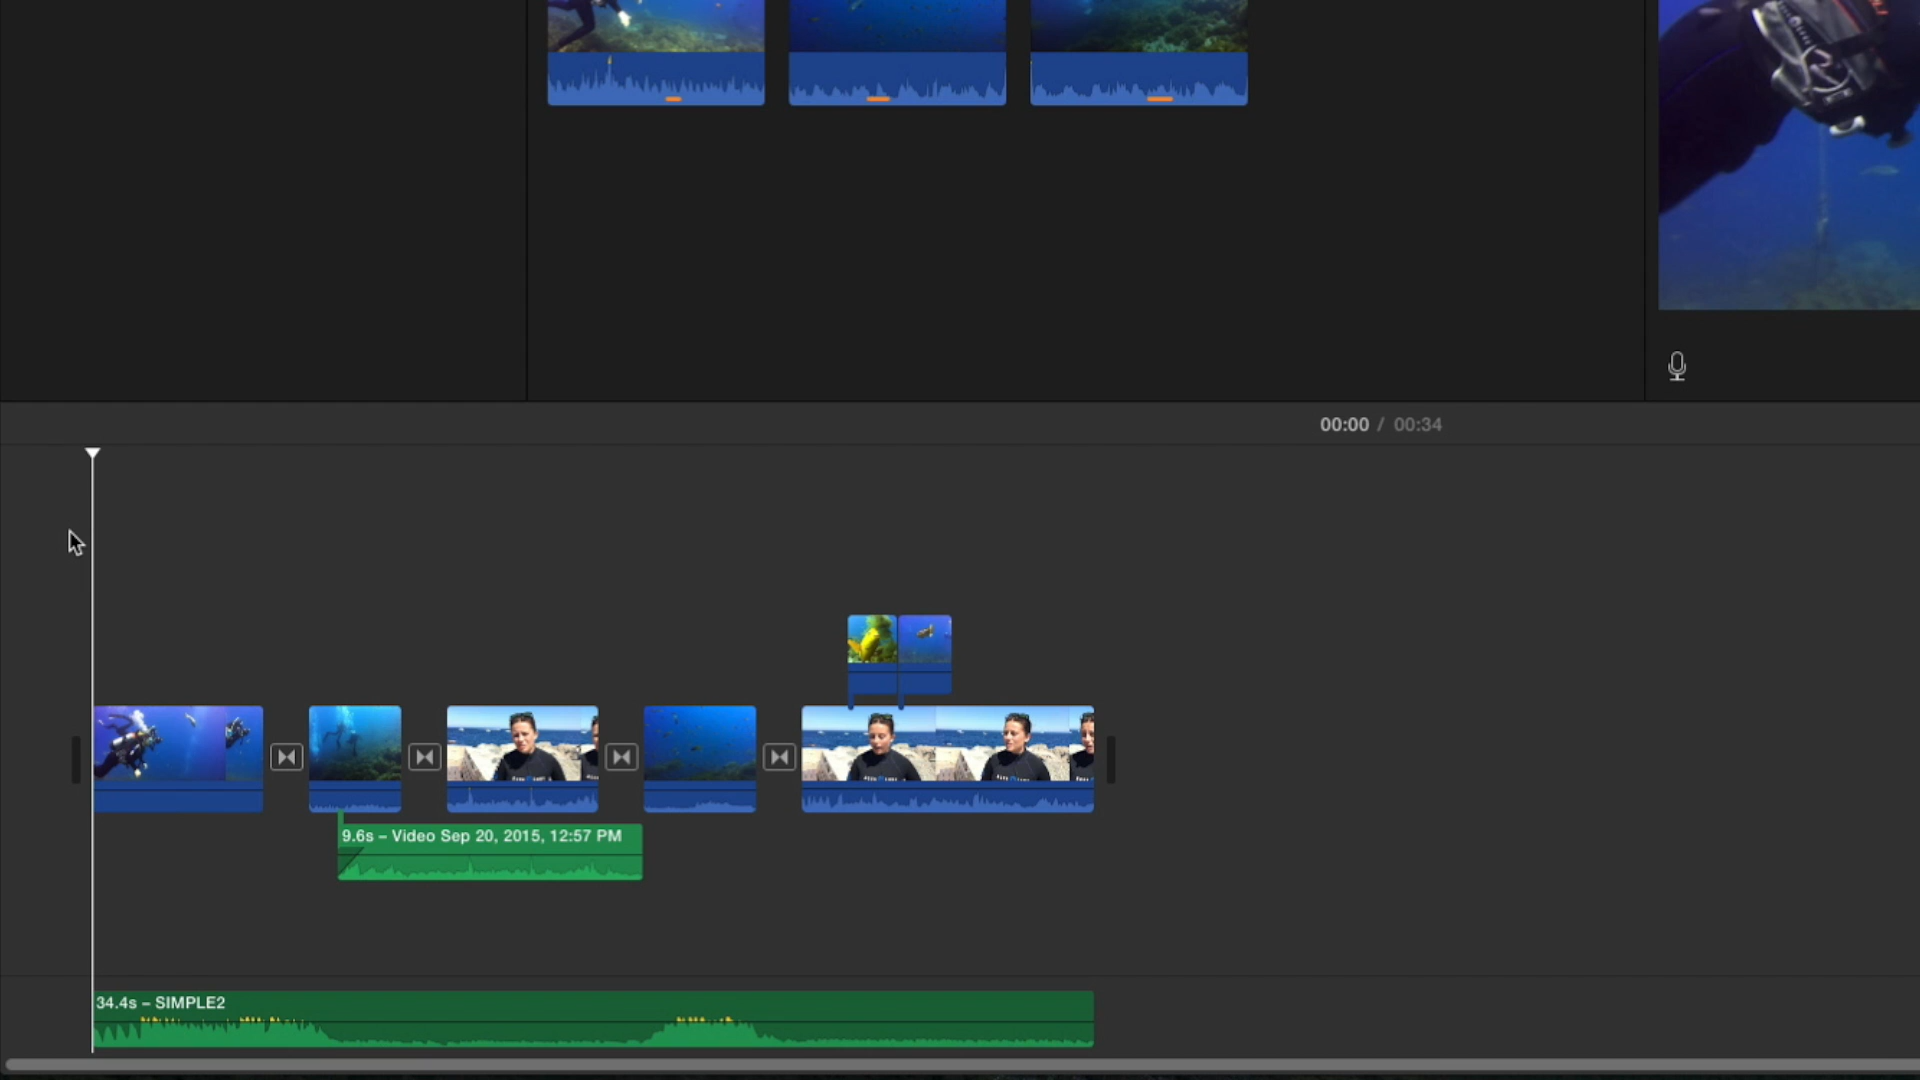 00:00 / 00:34
9.6s – Video Sep 20, 2015, 12:57 PM
34.4s – SIMPLE2